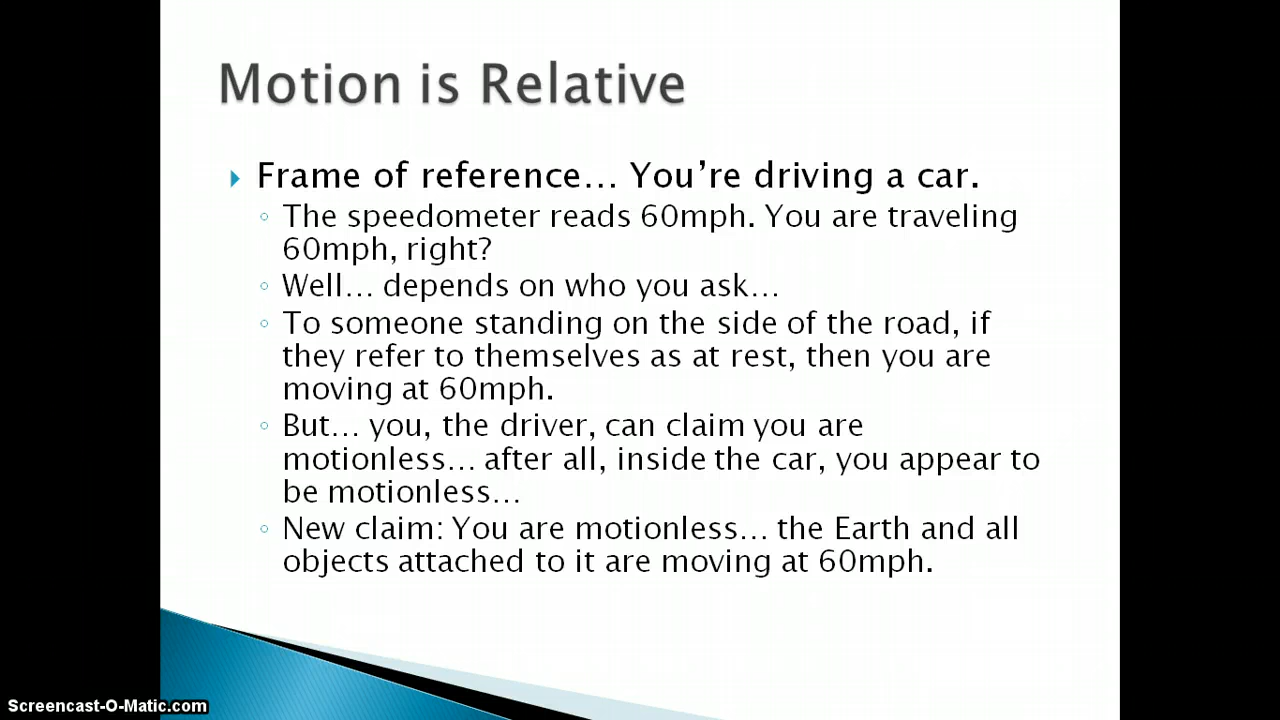 Motion is Relative
Frame of reference... You're driving a car.
The speedometer reads 60mph. You are traveling
60mph, right?
Well... depends on who you ask...
To someone standing on the side of the road, if
they refer to themselves as at rest, then you are
moving at 60mph.
But... you, the driver, can claim you are
motionless... after all, inside the car, you appear to
be motionless...
New claim: You are motionless... the Earth and all
objects attached to it are moving at 60mph.
Screencast-O-Matic.com